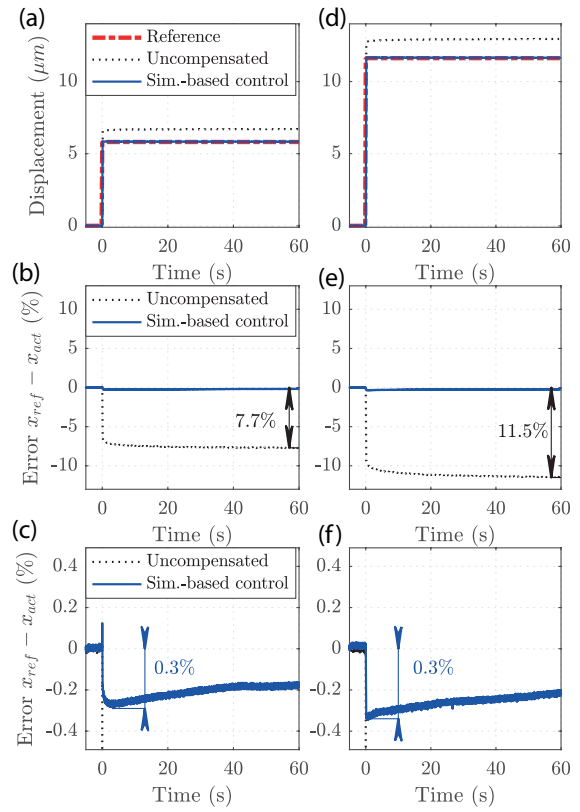 (a)
(d)
Reference
Uncompensated
Sim.-based control
Displacement (μm)
10
5
0
0
20
40
60
Time (s)
10
5
0
0
20
40
60
Time (s)
(b)
(e)
Uncompensated
Sim.-based control
Error x_ref − x_act (%)
10
5
0
-5
-10
7.7%
0
20
40
60
Time (s)
10
5
0
-5
-10
11.5%
0
20
40
60
Time (s)
(c)
(f)
Uncompensated
Sim.-based control
Error x_ref − x_act (%)
0.4
0.2
0
-0.2
-0.4
0.3%
0
20
40
60
Time (s)
0.4
0.2
0
-0.2
-0.4
0.3%
0
20
40
60
Time (s)